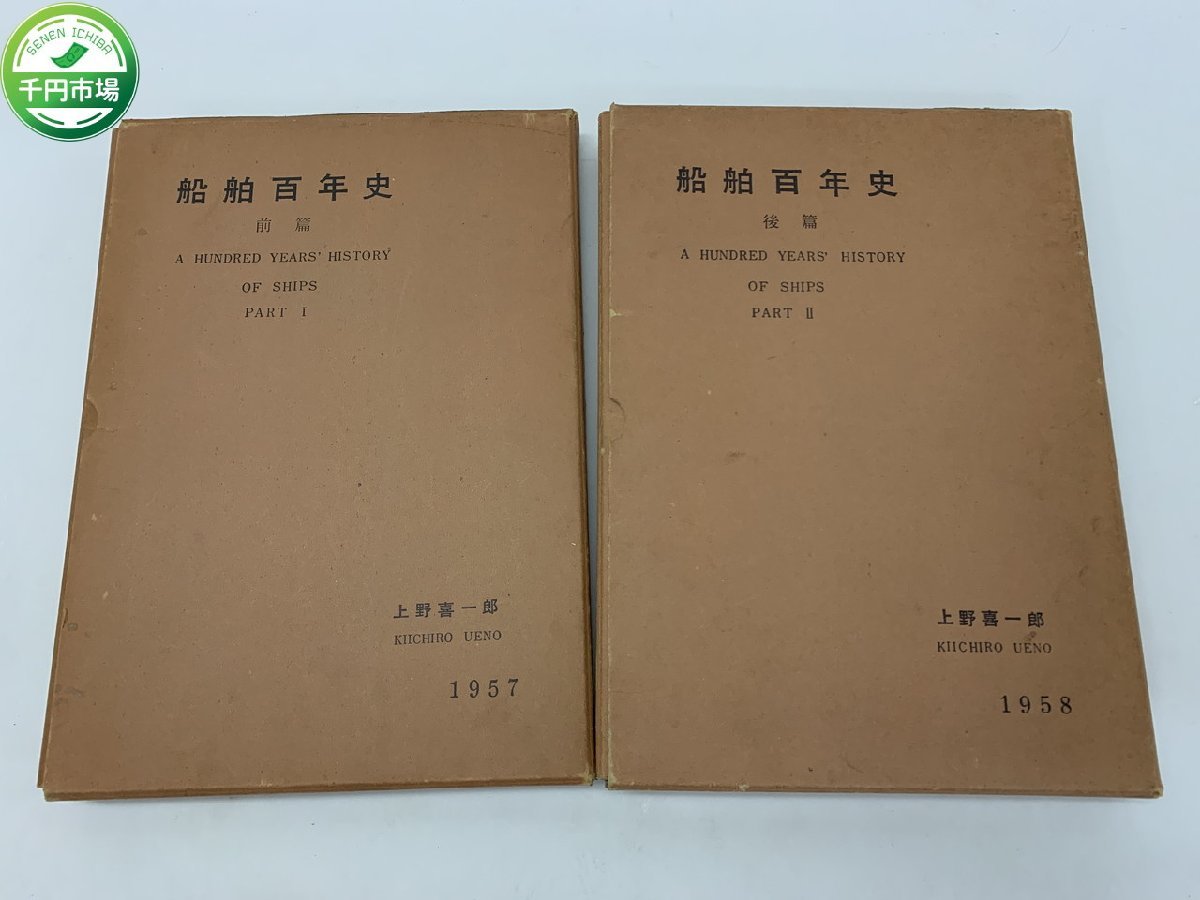 SENEN ICHIBA
千円市場
船舶百年史
前篇
A HUNDRED YEARS' HISTORY
OF SHIPS
PART I
上野喜一郎
KIICHIRO UENO
1957
船舶百年史
後篇
A HUNDRED YEARS' HISTORY
OF SHIPS
PART II
上野喜一郎
KIICHIRO UENO
1958